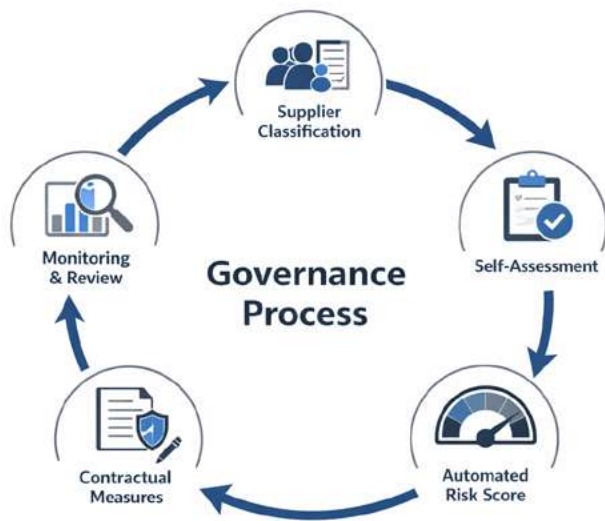 Supplier
Classification
Self-Assessment
Automated
Risk Score
Contractual
Measures
Monitoring
& Review
Governance
Process